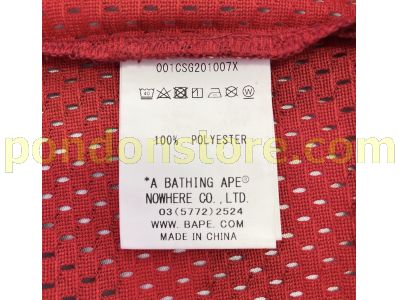 001CSG201007X
40
W
100% POLYESTER
pondonstore.com
*A BATHING APE®
NOWHERE CO.,LTD.
03(5772)2524
WWW.BAPE.COM
MADE IN CHINA